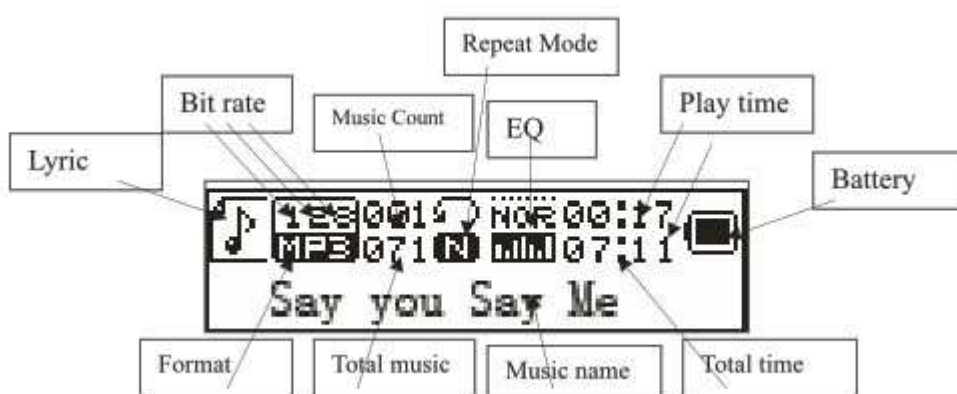 Repeat Mode
Bit rate
Music Count
EQ
Play time
Lyric
Battery
128 001 NOR 00:17
MP3 071 N 07:11
Say you Say Me
Format
Total music
Music name
Total time